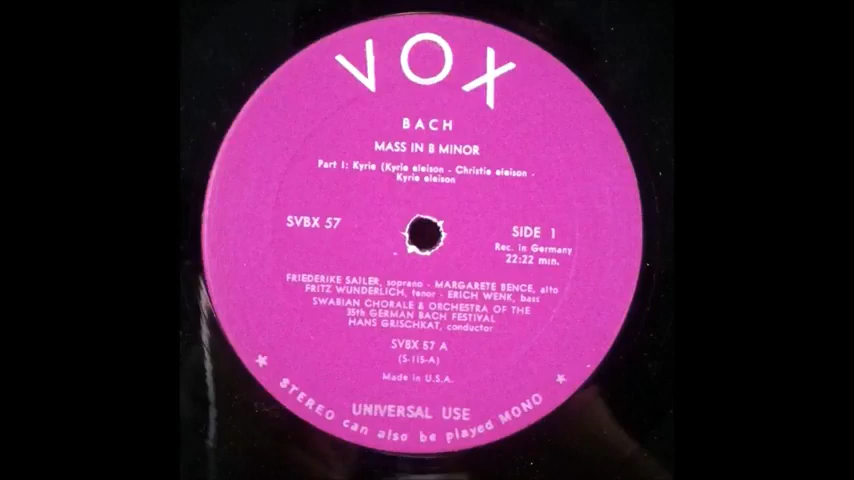 VOX
BACH
MASS IN B MINOR
Part I: Kyrie (Kyrie eleison - Christie eleison -
Kyrie eleison
SVBX 57
SIDE 1
Rec. in Germany
22:22 min.
FRIEDERIKE SAILER, soprano - MARGARETE BENCE, alto
FRITZ WUNDERLICH, tenor - ERICH WENK, bass
SWABIAN CHORALE & ORCHESTRA OF THE
35th GERMAN BACH FESTIVAL
HANS GRISCHKAT, conductor
SVBX 57 A
(S-115-A)
Made in U.S.A.
UNIVERSAL USE
STEREO can also be played MONO